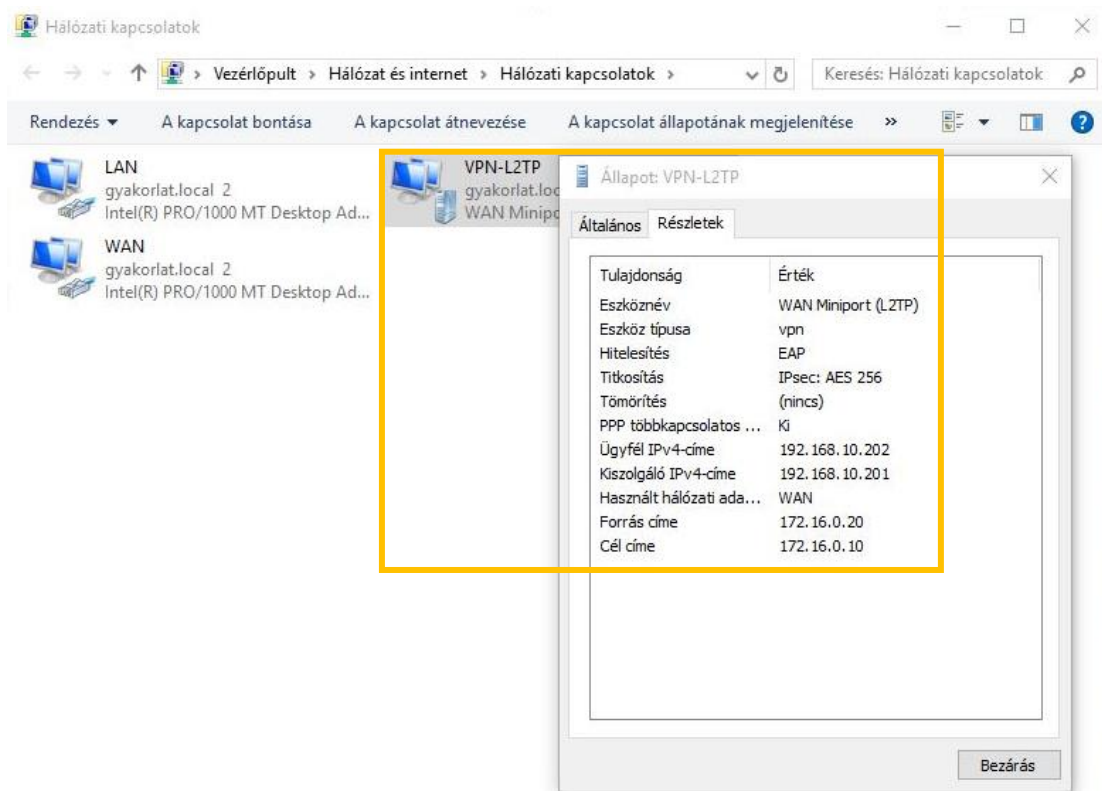 Hálózati kapcsolatok
Vezérlőpult › Hálózat és internet › Hálózati kapcsolatok ›
Keresés: Hálózati kapcsolatok
Rendezés
A kapcsolat bontása
A kapcsolat átnevezése
A kapcsolat állapotának megjelenítése
»
LAN
gyakorlat.local 2
Intel(R) PRO/1000 MT Desktop Ad...
WAN
gyakorlat.local 2
Intel(R) PRO/1000 MT Desktop Ad...
VPN-L2TP
gyakorlat.loc
WAN Minipo
Állapot: VPN-L2TP
Általános Részletek
Tulajdonság Érték
Eszköznév WAN Miniport (L2TP)
Eszköz típusa vpn
Hitelesítés EAP
Titkosítás IPsec: AES 256
Tömörítés (nincs)
PPP többkapcsolatos ... Ki
Ügyfél IPv4-címe 192.168.10.202
Kiszolgáló IPv4-címe 192.168.10.201
Használt hálózati ada... WAN
Forrás címe 172.16.0.20
Cél címe 172.16.0.10
Bezárás